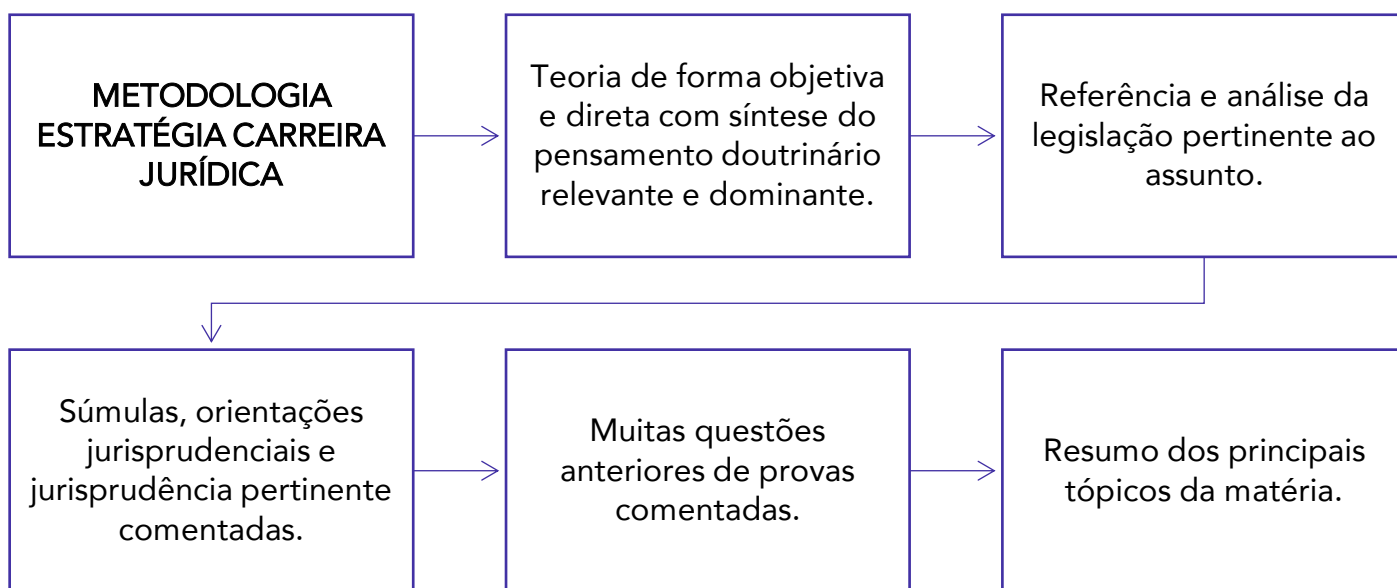 METODOLOGIA
ESTRATÉGIA CARREIRA
JURÍDICA
Teoria de forma objetiva
e direta com síntese do
pensamento doutrinário
relevante e dominante.
Referência e análise da
legislação pertinente ao
assunto.
Súmulas, orientações
jurisprudenciais e
jurisprudência pertinente
comentadas.
Muitas questões
anteriores de provas
comentadas.
Resumo dos principais
tópicos da matéria.